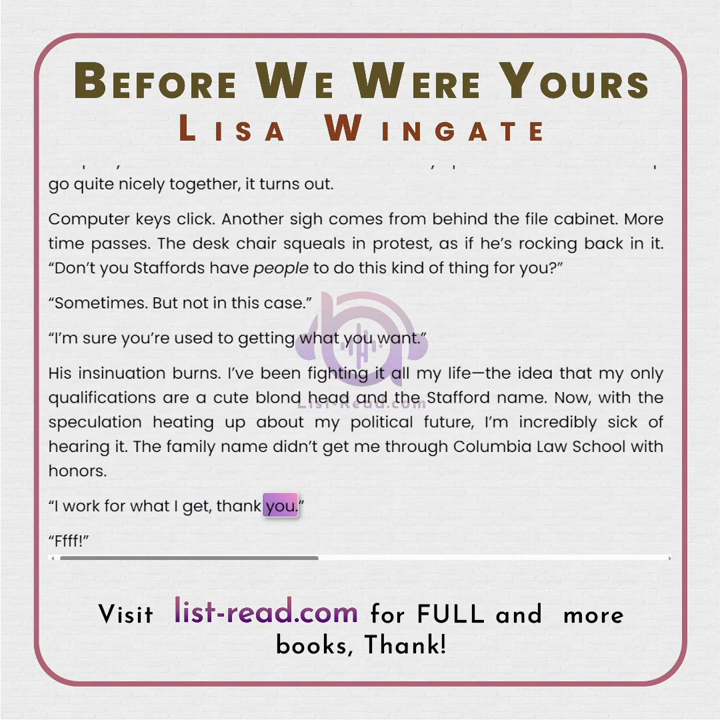 BEFORE WE WERE YOURS
LISA WINGATE
go quite nicely together, it turns out.
Computer keys click. Another sigh comes from behind the file cabinet. More
time passes. The desk chair squeals in protest, as if he’s rocking back in it.
“Don’t you Staffords have people to do this kind of thing for you?”
“Sometimes. But not in this case.”
“I’m sure you’re used to getting what you want.”
His insinuation burns. I’ve been fighting it all my life—the idea that my only
qualifications are a cute blond head and the Stafford name. Now, with the
List-Read.com
speculation heating up about my political future, I’m incredibly sick of
hearing it. The family name didn’t get me through Columbia Law School with
honors.
“I work for what I get, thank you.”
“Ffff!”
Visit list-read.com for FULL and more
books, Thank!